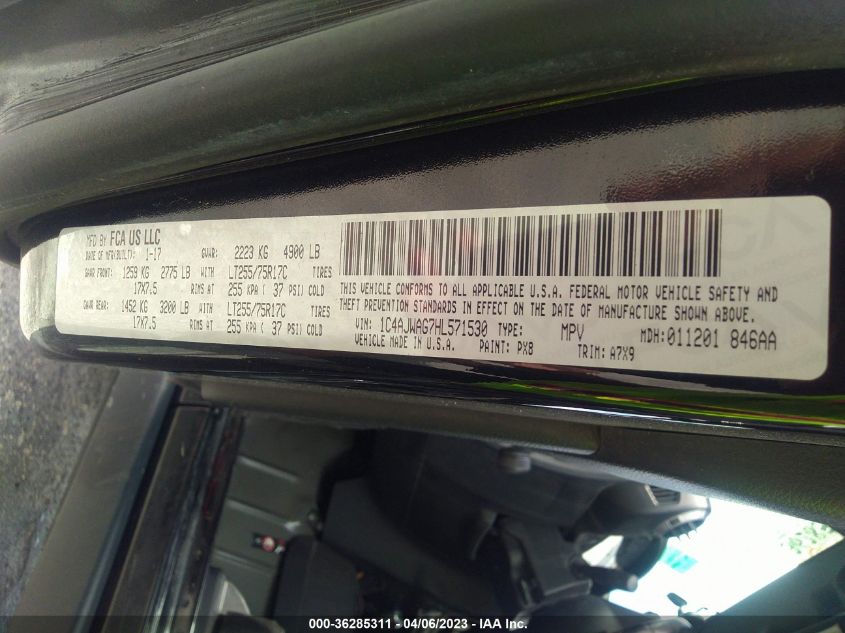 MFD BY FCA US LLC
DATE OF MFR/BUILT: 1-17 GVWR: 2223 KG 4900 LB
GAWR FRONT: 1259 KG 2775 LB WITH LT255/75R17C TIRES
17X7.5 RIMS AT 255 KPA ( 37 PSI) COLD
GAWR REAR: 1452 KG 3200 LB WITH LT255/75R17C TIRES
17X7.5 RIMS AT 255 KPA ( 37 PSI) COLD
THIS VEHICLE CONFORMS TO ALL APPLICABLE U.S.A. FEDERAL MOTOR VEHICLE SAFETY AND
THEFT PREVENTION STANDARDS IN EFFECT ON THE DATE OF MANUFACTURE SHOWN ABOVE.
VIN: 1C4AJWAG7HL571530 TYPE: MPV MDH:011201 846AA
VEHICLE MADE IN U.S.A. PAINT: PX8 TRIM: A7X9
000-36285311 - 04/06/2023 - IAA Inc.